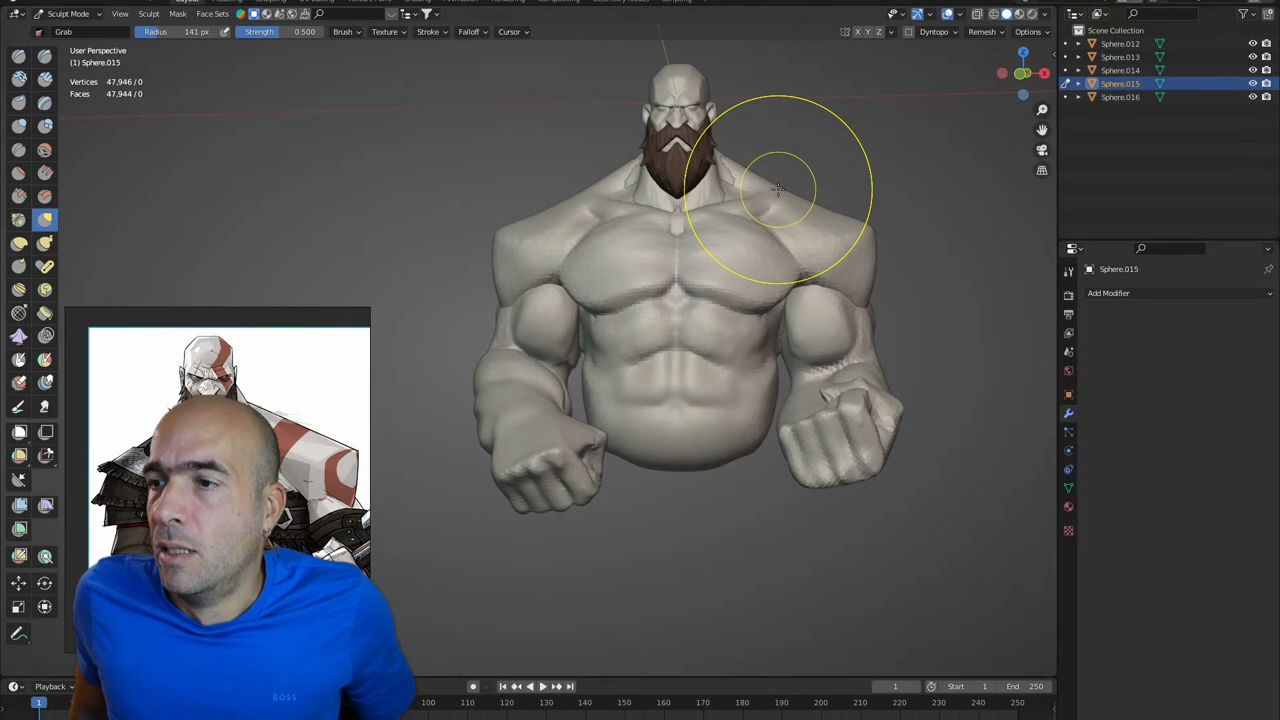 Sculpt Mode View Sculpt Mask Face Sets
Grab Radius 141 px Strength 0.500 Brush Texture Stroke Falloff Cursor X Y Z Dyntopo Remesh Options
User Perspective
(1) Sphere.015
Vertices 47,946 / 0
Faces 47,944 / 0
X
Scene Collection
Sphere.012
Sphere.013
Sphere.014
Sphere.015
Sphere.016
Sphere.015
Add Modifier
BOSS
Playback 1 Start 1 End 250
1 100 110 120 130 140 150 160 170 180 190 200 210 220 230 240 250